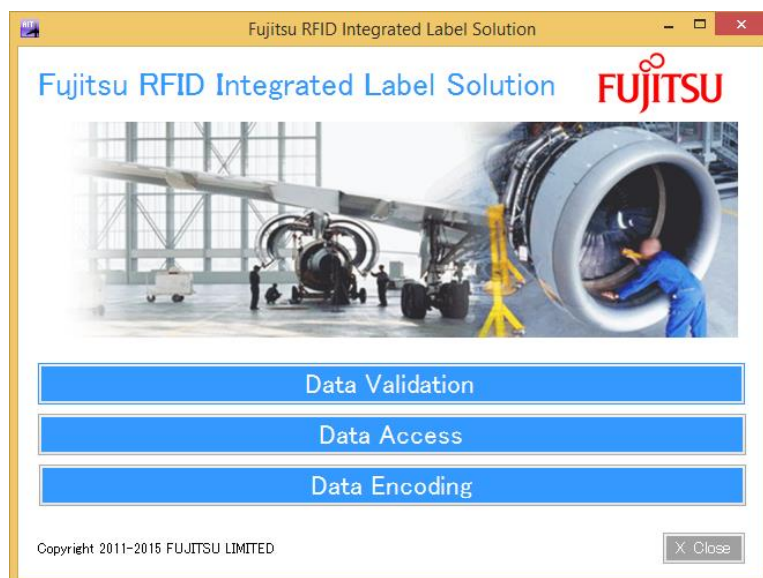 AIT
Fujitsu RFID Integrated Label Solution
Fujitsu RFID Integrated Label Solution
FUJITSU
Data Validation
Data Access
Data Encoding
Copyright 2011-2015 FUJITSU LIMITED
X Close